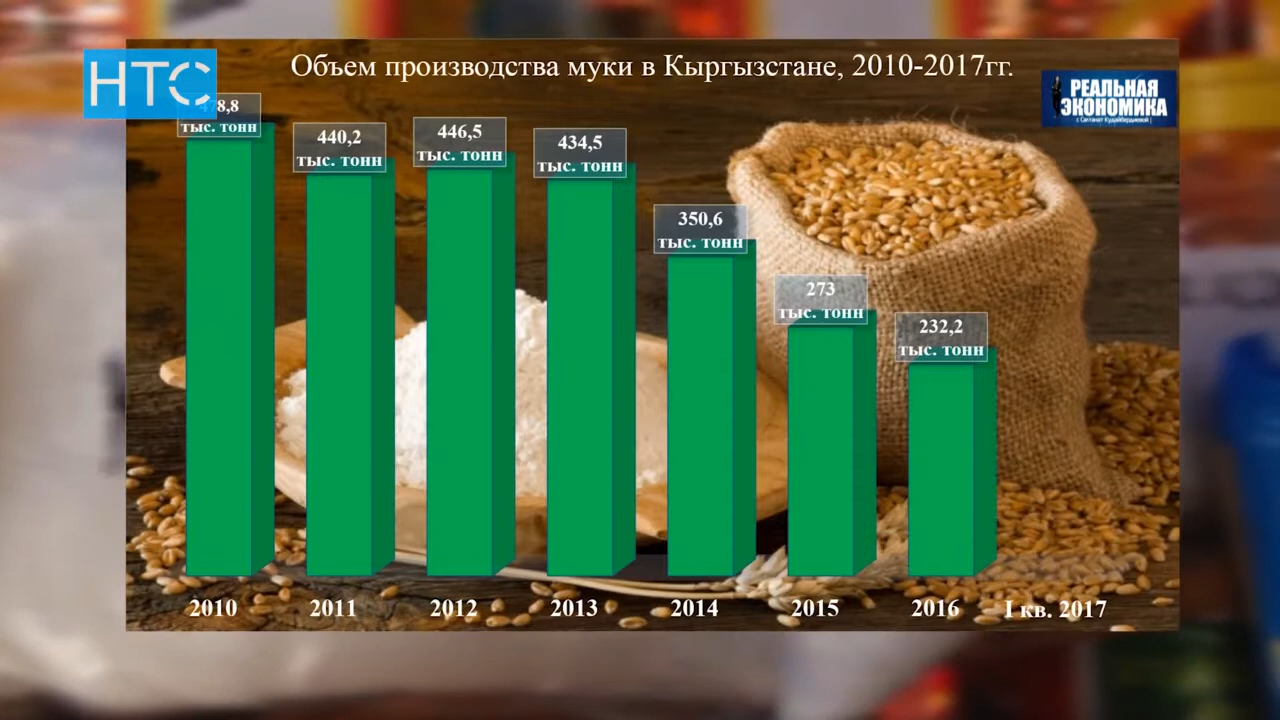 НТС
Объем производства муки в Кыргызстане, 2010-2017гг.
РЕАЛЬНАЯ
ЭКОНОМИКА
с Салтанат Кудайбердиевой
тыс. тонн
440,2
тыс. тонн
446,5
тыс. тонн
434,5
тыс. тонн
350,6
тыс. тонн
273
тыс. тонн
232,2
тыс. тонн
2010
2011
2012
2013
2014
2015
2016
I кв. 2017